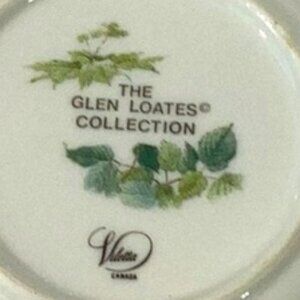 THE
GLEN LOATES©
COLLECTION
Viletta
CANADA